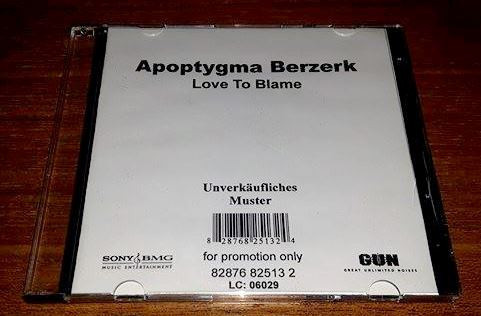 Apoptygma Berzerk
Love To Blame
Unverkäufliches
Muster
8 28768 25132 4
for promotion only
82876 82513 2
LC: 06029
SONY BMG
MUSIC ENTERTAINMENT
GUN
GREAT UNLIMITED NOISES